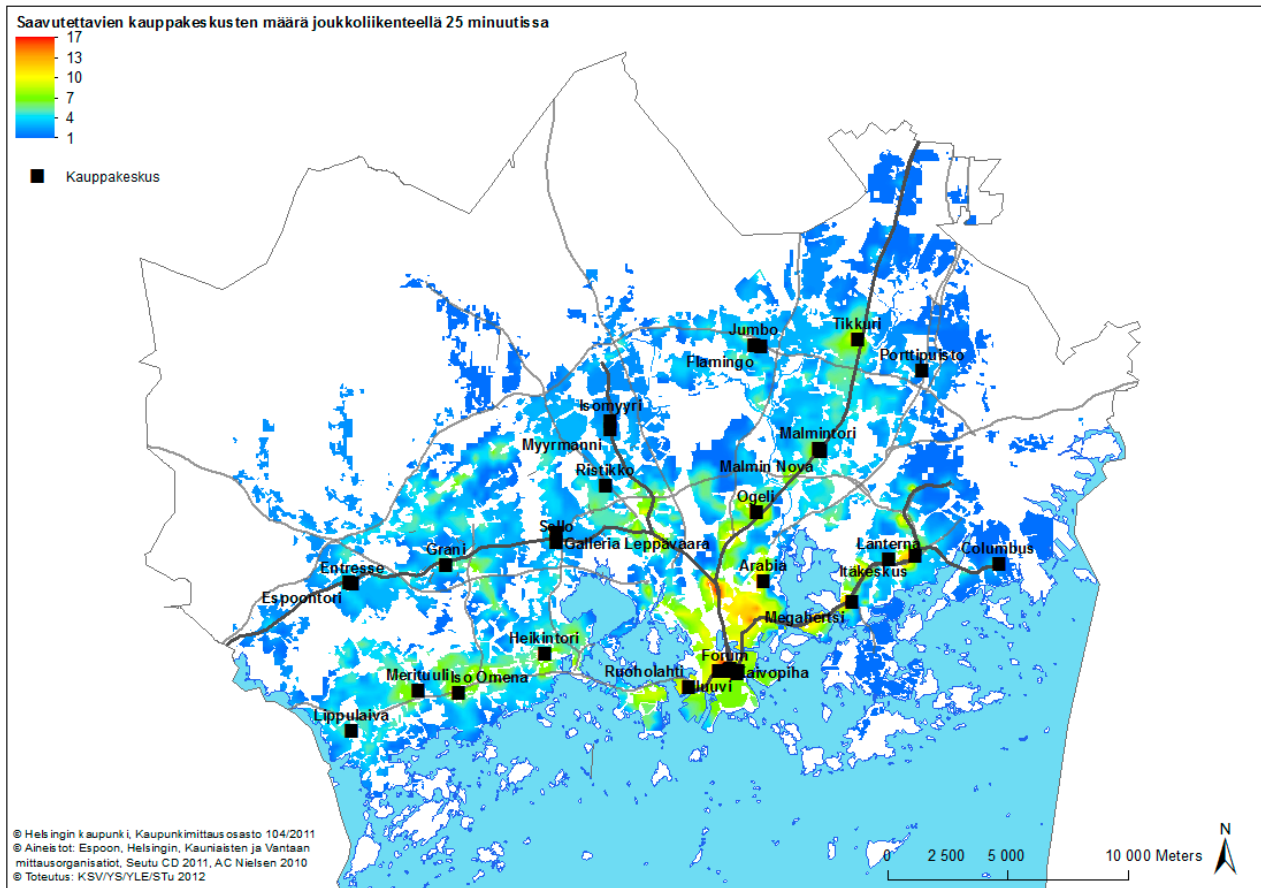 Saavutettavien kauppakeskusten määrä joukkoliikenteellä 25 minuutissa
17
13
10
7
4
1
Kauppakeskus
Jumbo
Tikkuri
Flamingo
Porttipuisto
Isomyyri
Myyrmanni
Malmintori
Malmin Nova
Ristikko
Ogeli
Sello
Galleria Leppävaara
Lanterna
Columbus
Grani
Arabia
Itäkeskus
Entresse
Espoontori
Megahertsi
Heikintori
Forum
Ruoholahti
Laivopiha
Merituuli
Iso Omena
Lippulaiva
N
0 2 500 5 000 10 000 Meters
© Helsingin kaupunki, Kaupunkimittausosasto 104/2011
© Aineistot: Espoon, Helsingin, Kauniaisten ja Vantaan
mittausorganisatiot, Seutu CD 2011, AC Nielsen 2010
© Toteutus: KSV/YS/YLE/STu 2012